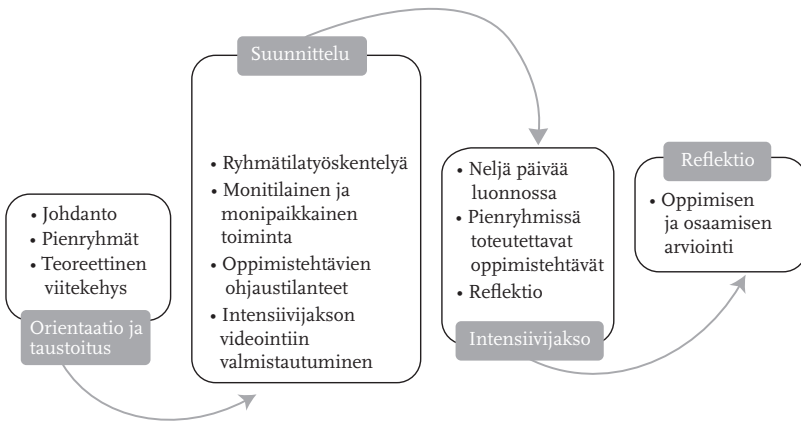 • Johdanto
• Pienryhmät
• Teoreettinen
viitekehys
Orientaatio ja
taustoitus
Suunnittelu
• Ryhmätilatyöskentelyä
• Monitilainen ja
monipaikkainen
toiminta
• Oppimistehtävien
ohjaustilanteet
• Intensiivijakson
videointiin
valmistautuminen
• Neljä päivää
luonnossa
• Pienryhmissä
toteutettavat
oppimistehtävät
• Reflektio
Intensiivijakso
Reflektio
• Oppimisen
ja osaamisen
arviointi